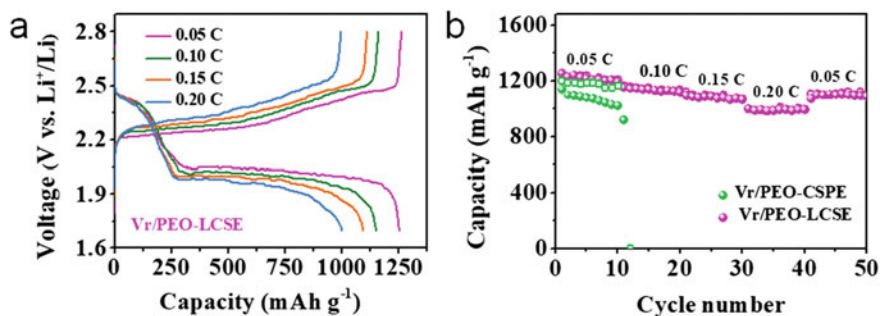 a
Voltage (V vs. Li⁺/Li)
2.8
2.5
2.2
1.9
1.6
0.05 C
0.10 C
0.15 C
0.20 C
Vr/PEO-LCSE
0 250 500 750 1000 1250
Capacity (mAh g⁻¹)
b
Capacity (mAh g⁻¹)
1600
1200
800
400
0
0.05 C
0.10 C
0.15 C
0.20 C
0.05 C
Vr/PEO-CSPE
Vr/PEO-LCSE
0 10 20 30 40 50
Cycle number